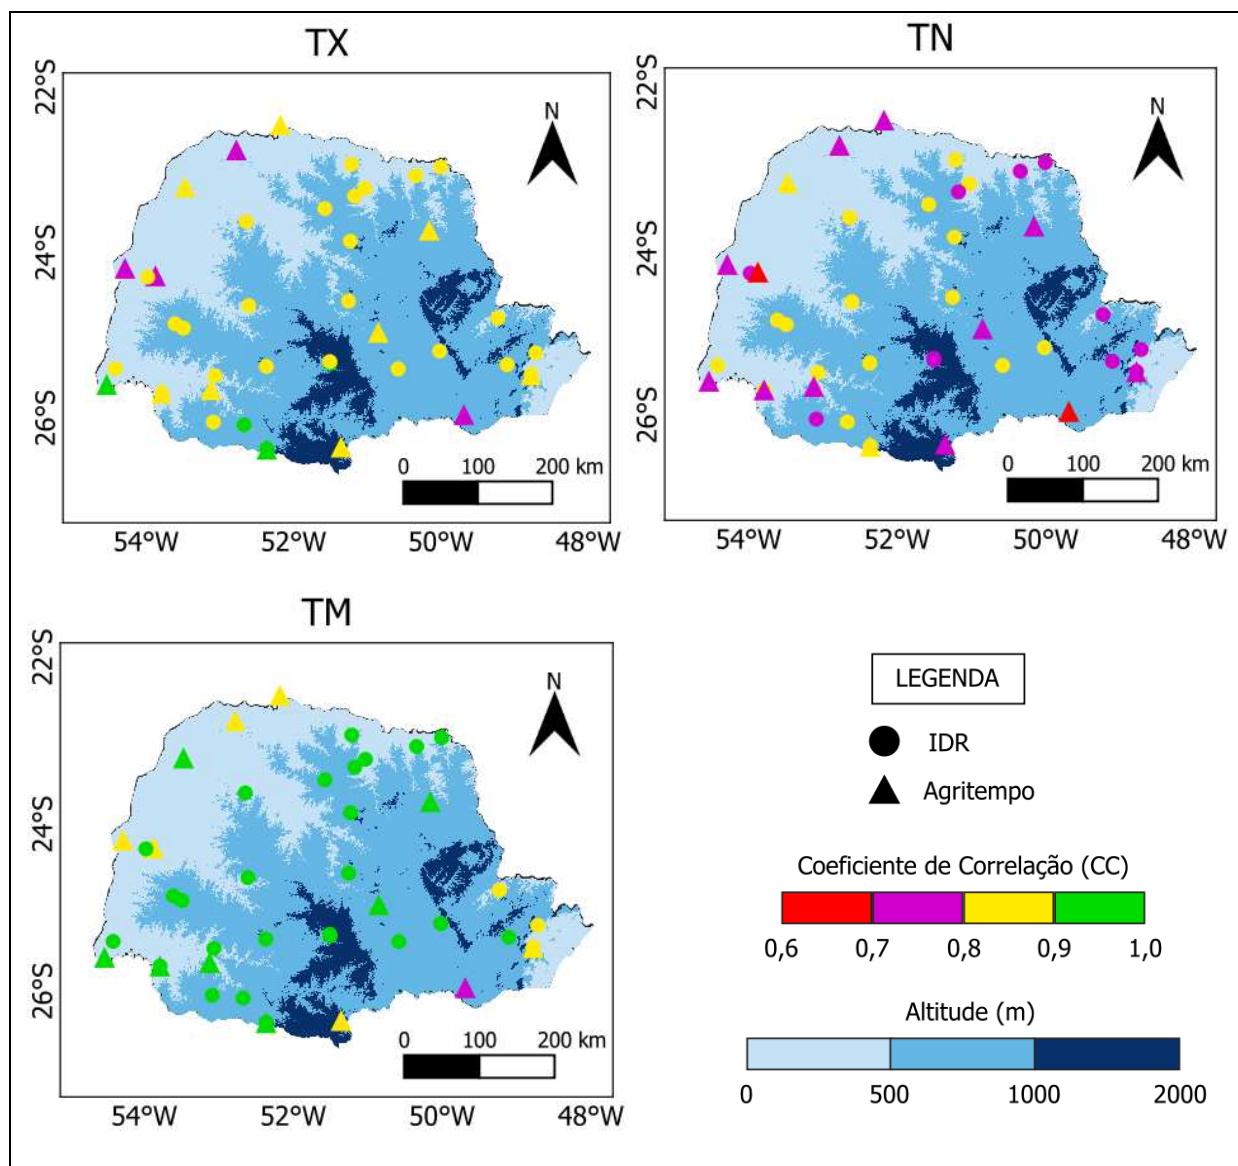 TX
22°S
24°S
26°S
N
0 100 200 km
54°W 52°W 50°W 48°W
TN
22°S
24°S
26°S
N
0 100 200 km
54°W 52°W 50°W 48°W
TM
22°S
24°S
26°S
N
0 100 200 km
54°W 52°W 50°W 48°W
LEGENDA
IDR
Agritempo
Coeficiente de Correlação (CC)
0,6 0,7 0,8 0,9 1,0
Altitude (m)
0 500 1000 2000